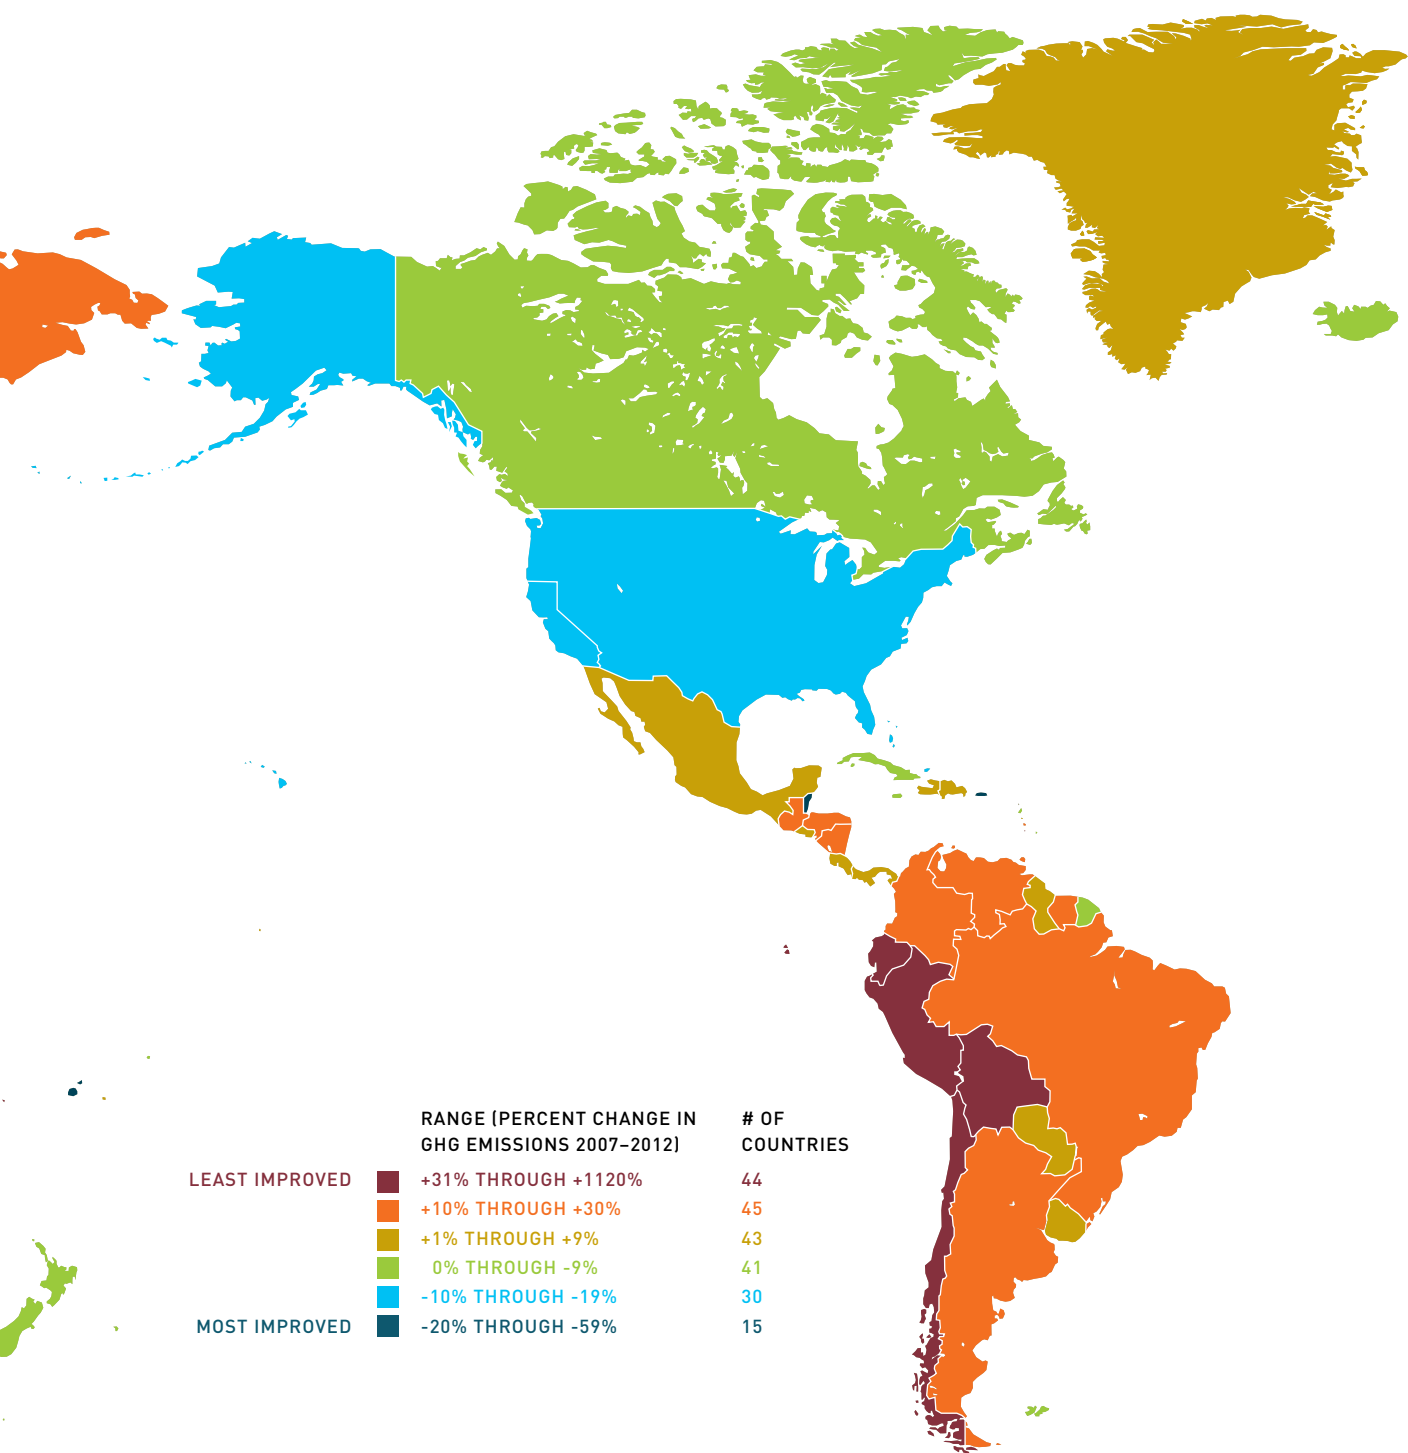 RANGE (PERCENT CHANGE IN # OF
GHG EMISSIONS 2007–2012) COUNTRIES
LEAST IMPROVED +31% THROUGH +1120% 44
+10% THROUGH +30% 45
+1% THROUGH +9% 43
0% THROUGH -9% 41
-10% THROUGH -19% 30
MOST IMPROVED -20% THROUGH -59% 15